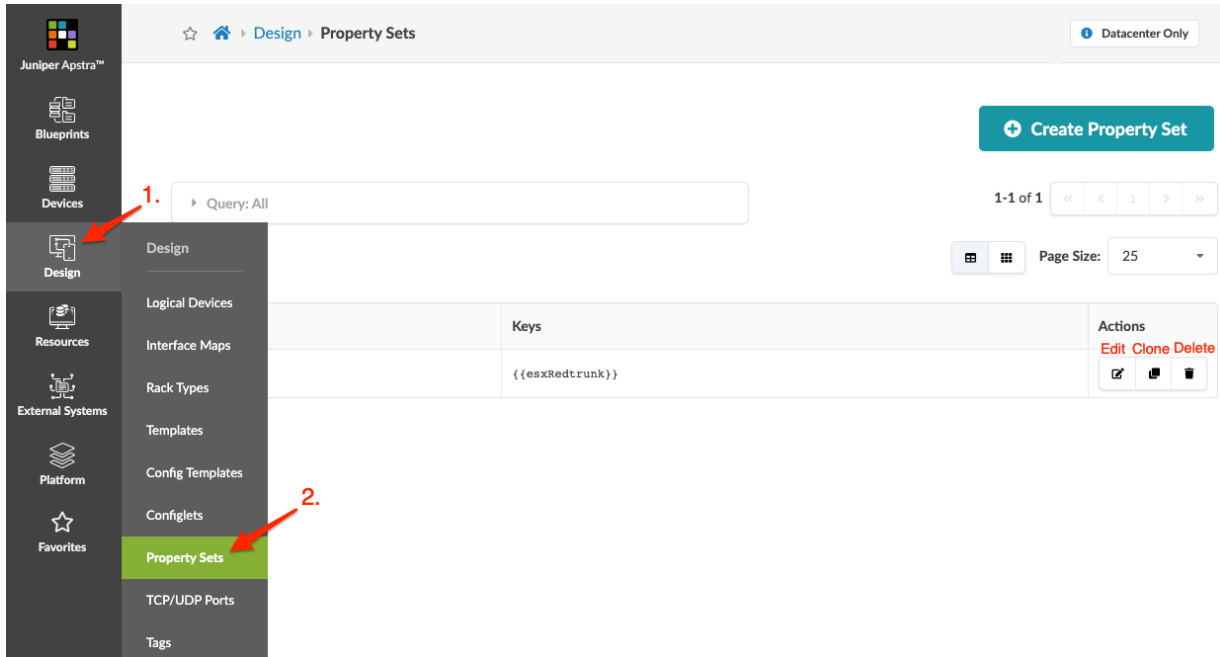 Juniper Apstra™
Blueprints
Devices
Design
Resources
External Systems
Platform
Favorites
Design › Property Sets
Datacenter Only
Create Property Set
1.
Query: All
1-1 of 1
« ‹ 1 › »
Page Size: 25
Design
Logical Devices
Interface Maps
Rack Types
Templates
Config Templates
Configlets
2.
Property Sets
TCP/UDP Ports
Tags
Keys
Actions
Edit Clone Delete
{{esxRedtrunk}}